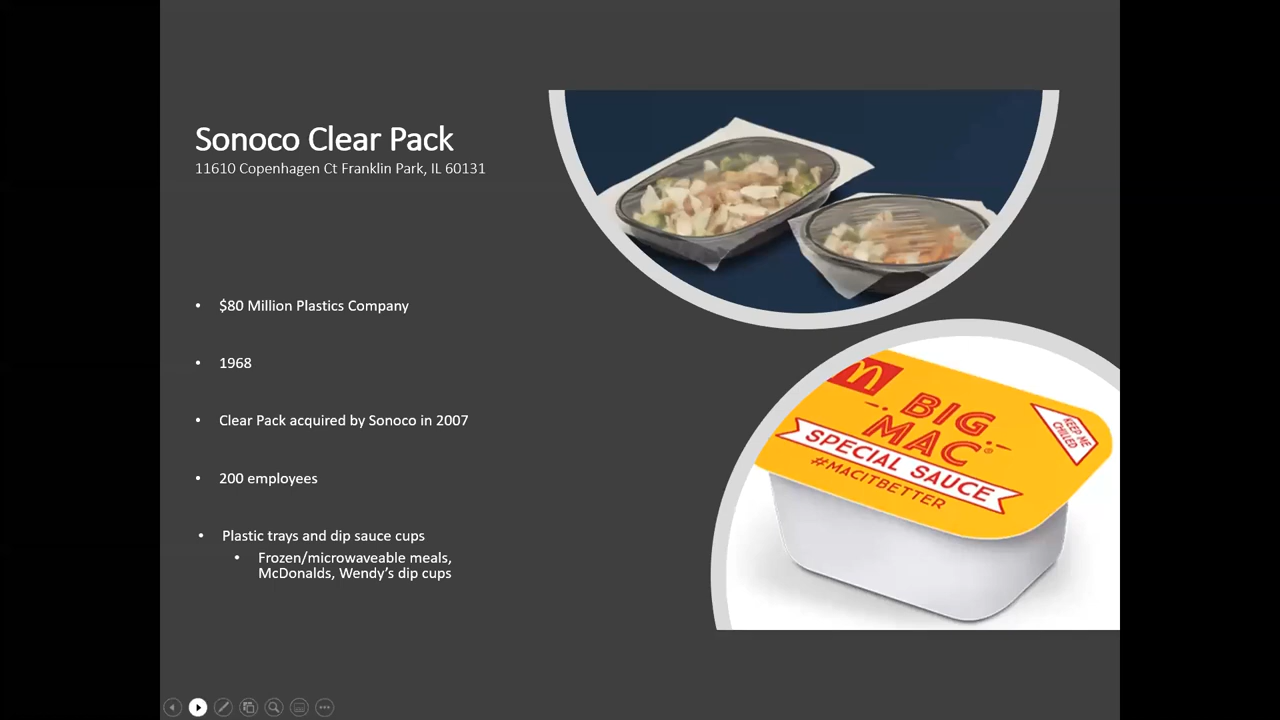 Sonoco Clear Pack
11610 Copenhagen Ct Franklin Park, IL 60131
• $80 Million Plastics Company
• 1968
• Clear Pack acquired by Sonoco in 2007
• 200 employees
• Plastic trays and dip sauce cups
• Frozen/microwaveable meals,
McDonalds, Wendy’s dip cups
BIG
MAC®
SPECIAL SAUCE
#MACITBETTER
KEEP ME
CHILLED